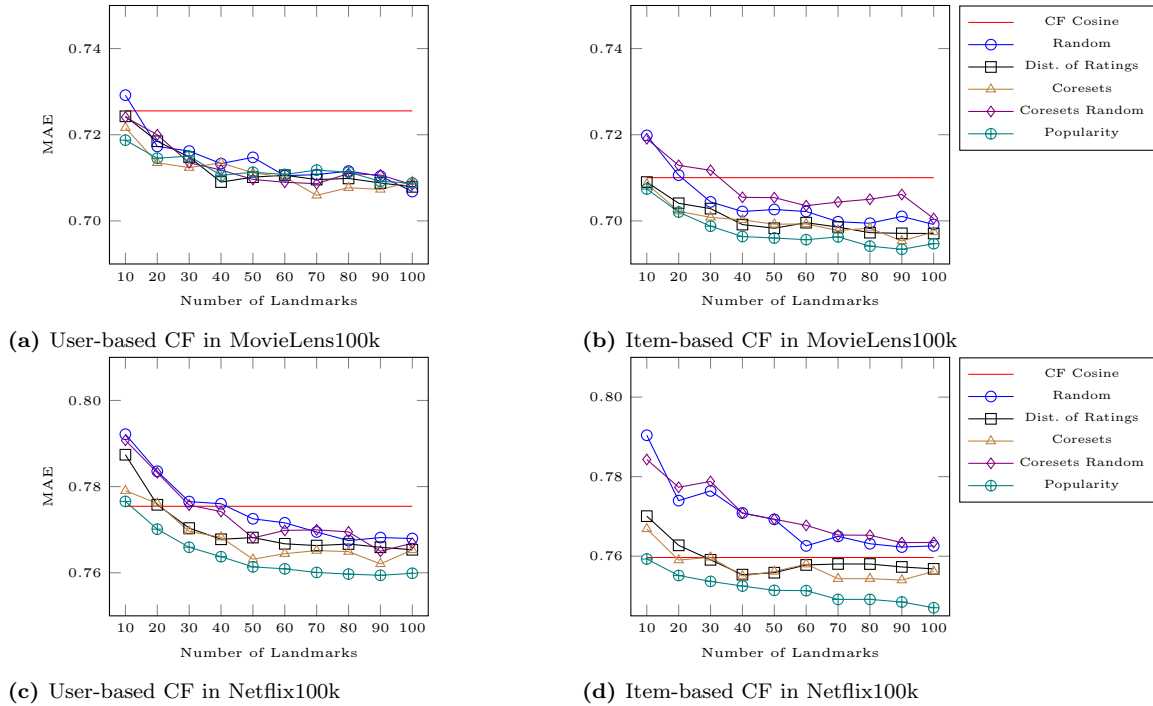 0.74
0.72
0.70
MAE
10 20 30 40 50 60 70 80 90 100
Number of Landmarks
(a) User-based CF in MovieLens100k
0.74
0.72
0.70
10 20 30 40 50 60 70 80 90 100
Number of Landmarks
(b) Item-based CF in MovieLens100k
CF Cosine
Random
Dist. of Ratings
Coresets
Coresets Random
Popularity
0.80
0.78
0.76
MAE
10 20 30 40 50 60 70 80 90 100
Number of Landmarks
(c) User-based CF in Netflix100k
0.80
0.78
0.76
10 20 30 40 50 60 70 80 90 100
Number of Landmarks
(d) Item-based CF in Netflix100k
CF Cosine
Random
Dist. of Ratings
Coresets
Coresets Random
Popularity